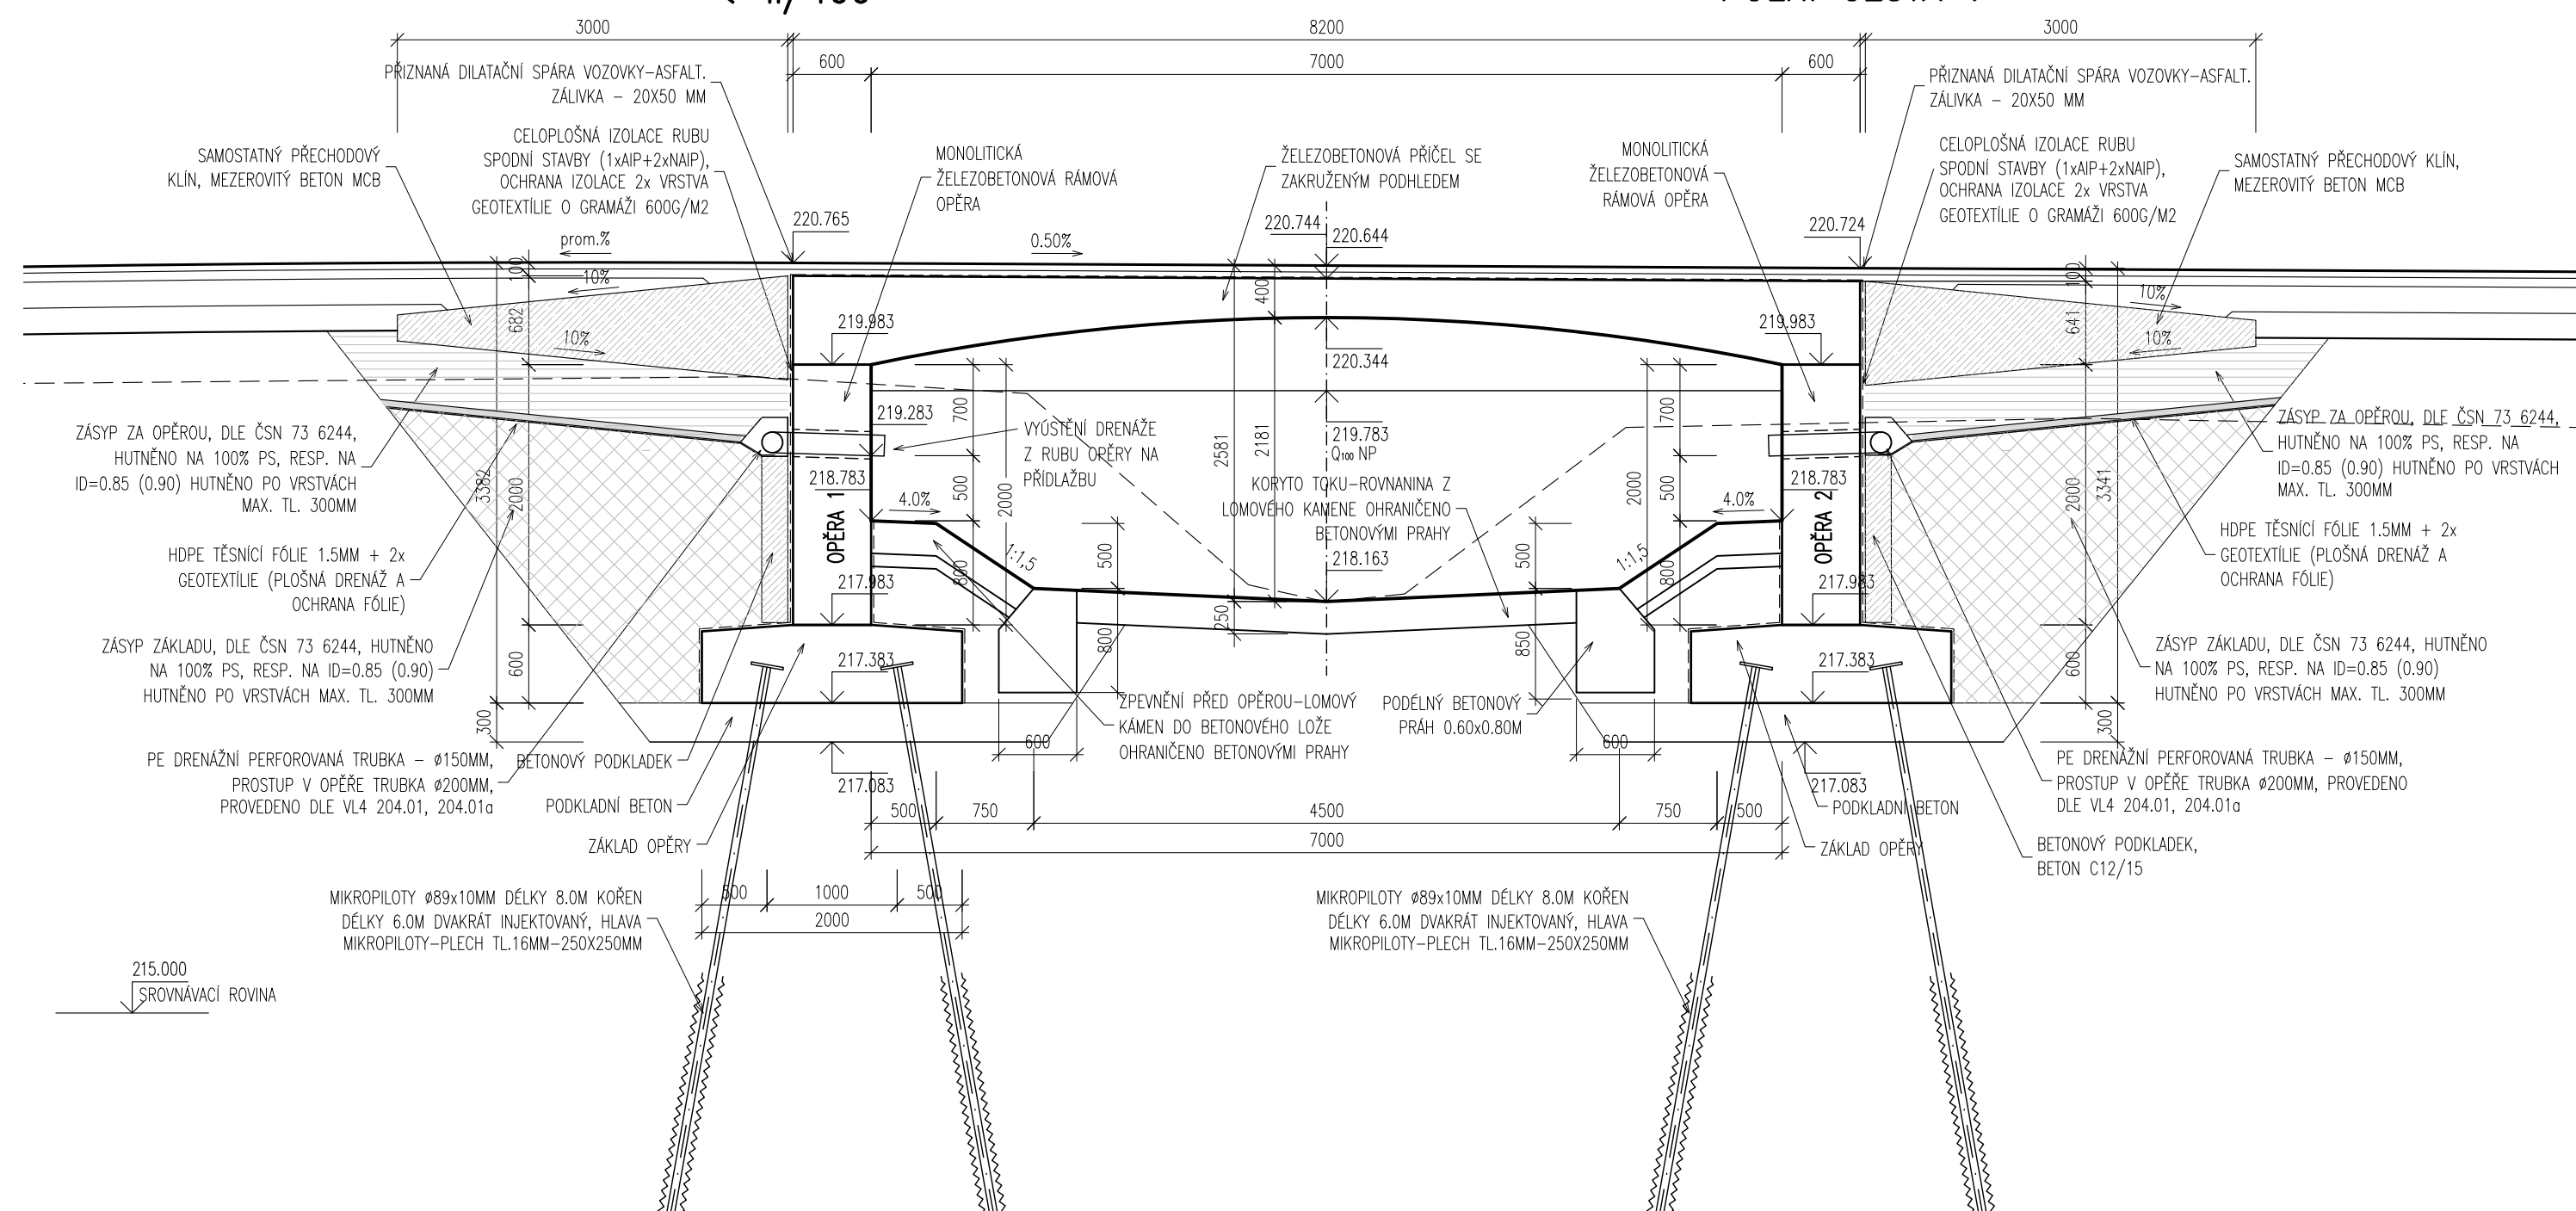 3000
8200
3000
600
7000
600
PŘIZNANÁ DILATAČNÍ SPÁRA VOZOVKY-ASFALT.
ZÁLIVKA - 20X50 MM
PŘIZNANÁ DILATAČNÍ SPÁRA VOZOVKY-ASFALT.
ZÁLIVKA - 20X50 MM
SAMOSTATNÝ PŘECHODOVÝ
KLÍN, MEZEROVITÝ BETON MCB
CELOPLOŠNÁ IZOLACE RUBU
SPODNÍ STAVBY (1xAIP+2xNAIP),
OCHRANA IZOLACE 2x VRSTVA
GEOTEXTÍLIE O GRAMÁŽI 600G/M2
MONOLITICKÁ
ŽELEZOBETONOVÁ RÁMOVÁ
OPĚRA
ŽELEZOBETONOVÁ PŘÍČEL SE
ZAKRUŽENÝM PODHLEDEM
MONOLITICKÁ
ŽELEZOBETONOVÁ
RÁMOVÁ OPĚRA
CELOPLOŠNÁ IZOLACE RUBU
SPODNÍ STAVBY (1xAIP+2xNAIP),
OCHRANA IZOLACE 2x VRSTVA
GEOTEXTÍLIE O GRAMÁŽI 600G/M2
SAMOSTATNÝ PŘECHODOVÝ KLÍN,
MEZEROVITÝ BETON MCB
220.765
220.744
220.644
220.724
prom.%
0.50%
100
10%
682
10%
400
100
10%
641
10%
219.983
219.983
220.344
219.283
219.783
Q₁₀₀ NP
700
2000
500
800
2581
2181
2000
700
500
800
VYÚSTĚNÍ DRENÁŽE
Z RUBU OPĚRY NA
PŘÍDLAŽBU
KORYTO TOKU-ROVNANINA Z
LOMOVÉHO KAMENE OHRANIČENO
BETONOVÝMI PRAHY
218.783
218.783
4.0%
4.0%
OPĚRA 1
OPĚRA 2
1:1,5
1:1,5
500
500
218.163
250
800
850
217.983
217.983
217.383
217.383
217.083
217.083
3382
2000
600
300
2000
3341
600
300
ZÁSYP ZA OPĚROU, DLE ČSN 73 6244,
HUTNĚNO NA 100% PS, RESP. NA
ID=0.85 (0.90) HUTNĚNO PO VRSTVÁCH
MAX. TL. 300MM
HDPE TĚSNÍCÍ FÓLIE 1.5MM + 2x
GEOTEXTÍLIE (PLOŠNÁ DRENÁŽ A
OCHRANA FÓLIE)
ZÁSYP ZÁKLADU, DLE ČSN 73 6244, HUTNĚNO
NA 100% PS, RESP. NA ID=0.85 (0.90)
HUTNĚNO PO VRSTVÁCH MAX. TL. 300MM
PE DRENÁŽNÍ PERFOROVANÁ TRUBKA - ø150MM,
PROSTUP V OPĚŘE TRUBKA ø200MM,
PROVEDENO DLE VL4 204.01, 204.01a
BETONOVÝ PODKLADEK
PODKLADNÍ BETON
ZÁKLAD OPĚRY
ZPEVNĚNÍ PŘED OPĚROU-LOMOVÝ
KÁMEN DO BETONOVÉHO LOŽE
OHRANIČENO BETONOVÝMI PRAHY
PODÉLNÝ BETONOVÝ
PRÁH 0.60x0.80M
600
600
500
750
4500
750
500
7000
ZÁSYP ZA OPĚROU, DLE ČSN 73 6244,
HUTNĚNO NA 100% PS, RESP. NA
ID=0.85 (0.90) HUTNĚNO PO VRSTVÁCH
MAX. TL. 300MM
HDPE TĚSNÍCÍ FÓLIE 1.5MM + 2x
GEOTEXTÍLIE (PLOŠNÁ DRENÁŽ A
OCHRANA FÓLIE)
ZÁSYP ZÁKLADU, DLE ČSN 73 6244, HUTNĚNO
NA 100% PS, RESP. NA ID=0.85 (0.90)
HUTNĚNO PO VRSTVÁCH MAX. TL. 300MM
PE DRENÁŽNÍ PERFOROVANÁ TRUBKA - ø150MM,
PROSTUP V OPĚŘE TRUBKA ø200MM, PROVEDENO
DLE VL4 204.01, 204.01a
PODKLADNÍ BETON
ZÁKLAD OPĚRY
BETONOVÝ PODKLADEK,
BETON C12/15
500
1000
500
2000
MIKROPILOTY ø89x10MM DÉLKY 8.0M KOŘEN
DÉLKY 6.0M DVAKRÁT INJEKTOVANÝ, HLAVA
MIKROPILOTY-PLECH TL.16MM-250X250MM
MIKROPILOTY ø89x10MM DÉLKY 8.0M KOŘEN
DÉLKY 6.0M DVAKRÁT INJEKTOVANÝ, HLAVA
MIKROPILOTY-PLECH TL.16MM-250X250MM
215.000
SROVNÁVACÍ ROVINA